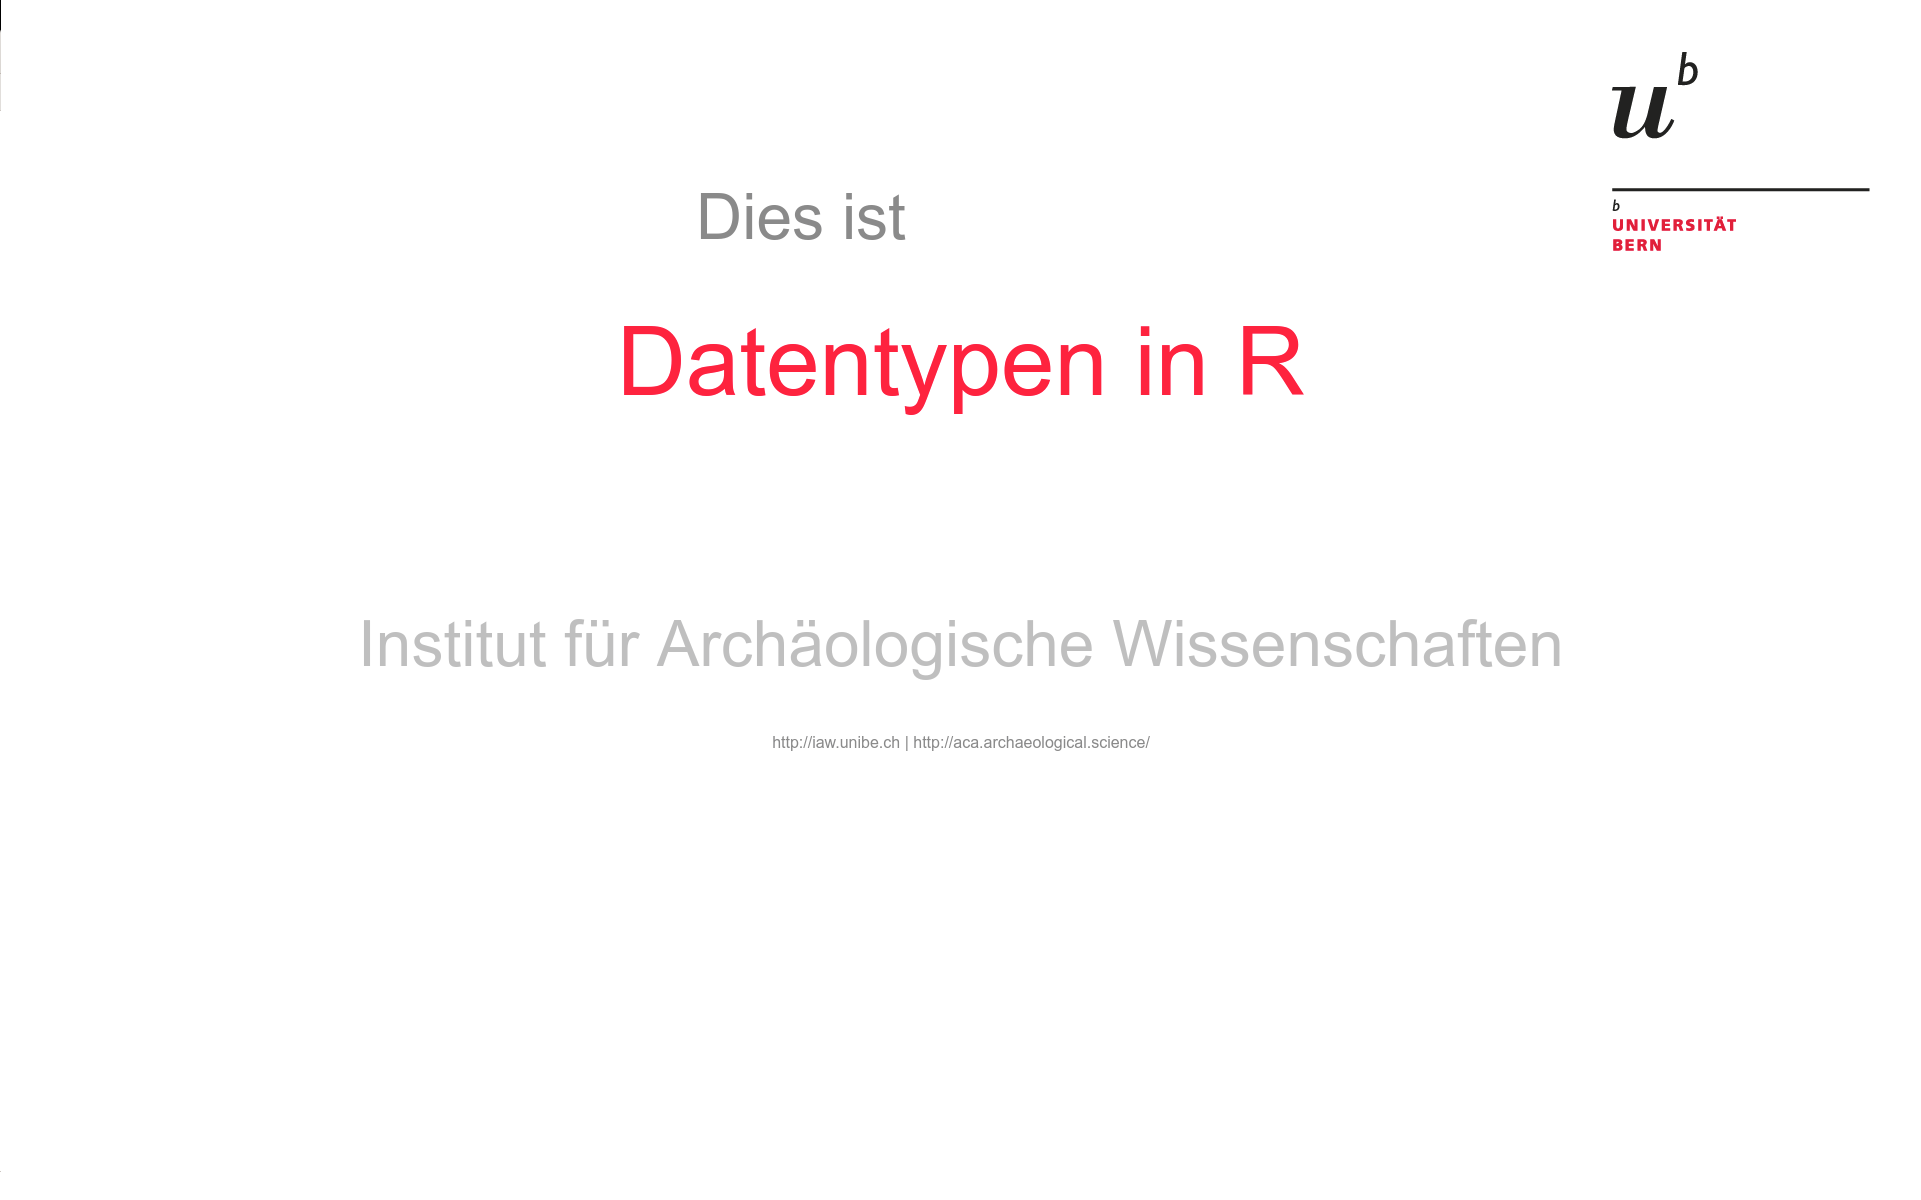 u^b
Dies ist
b
UNIVERSITÄT
BERN
Datentypen in R
Institut für Archäologische Wissenschaften
http://iaw.unibe.ch | http://aca.archaeological.science/